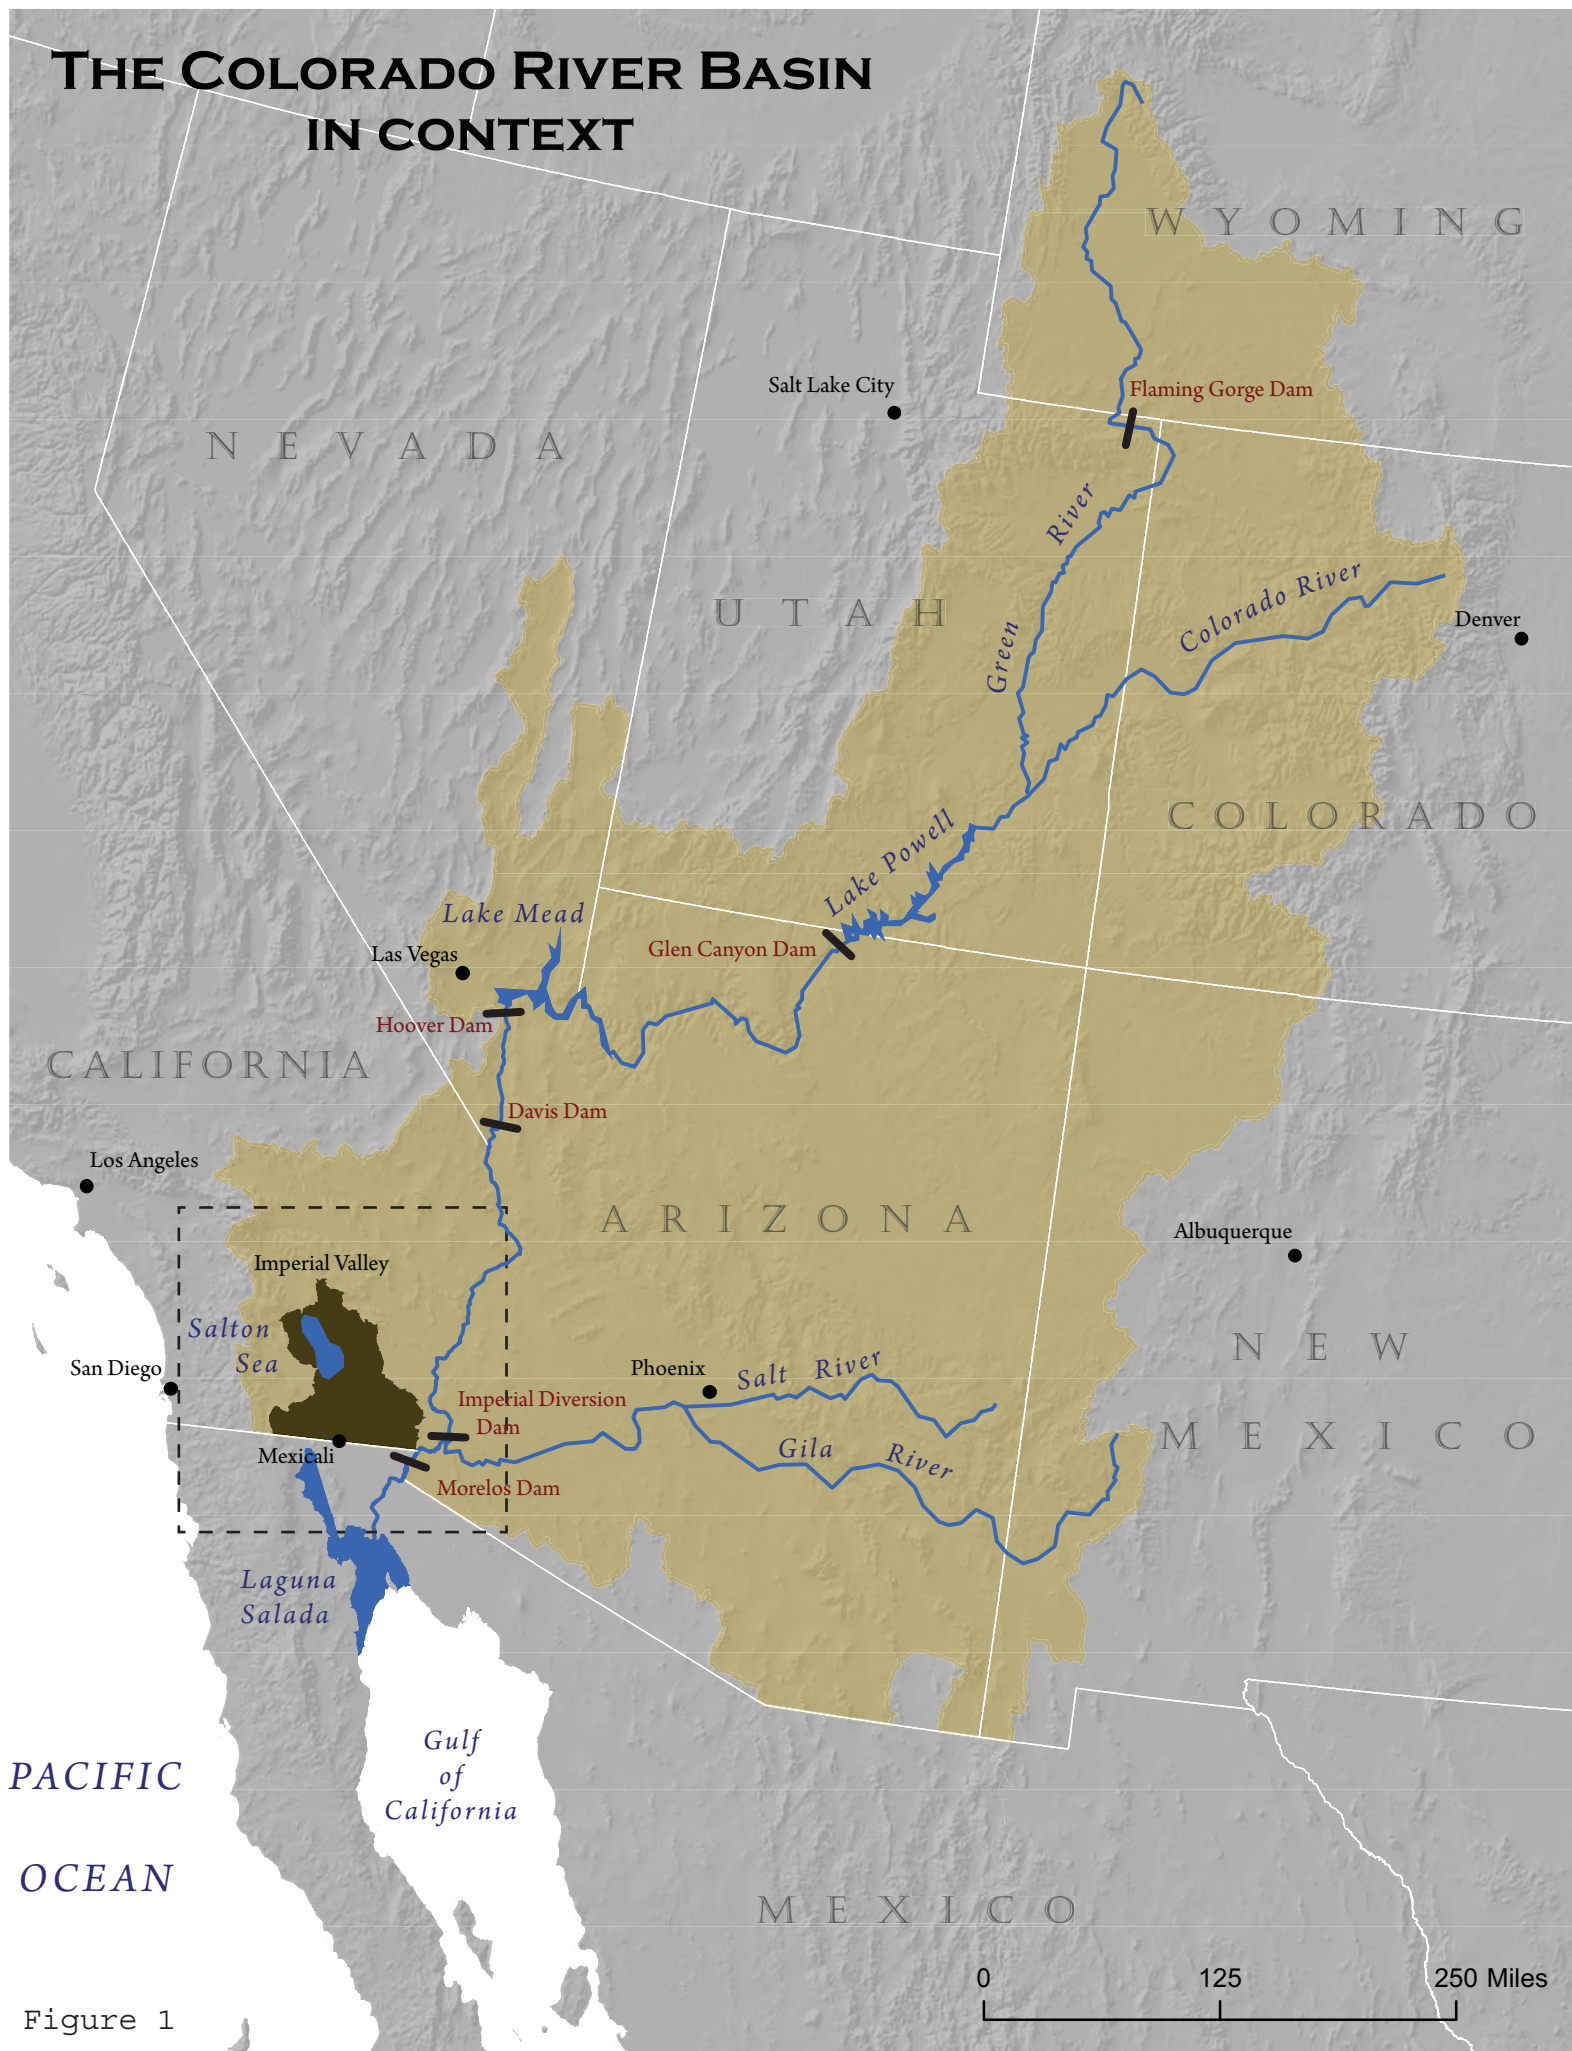 THE COLORADO RIVER BASIN
IN CONTEXT
WYOMING
Salt Lake City
Flaming Gorge Dam
NEVADA
Green River
UTAH
Colorado River
Denver
COLORADO
Lake Powell
Lake Mead
Las Vegas
Glen Canyon Dam
Hoover Dam
CALIFORNIA
Davis Dam
Los Angeles
ARIZONA
Albuquerque
Imperial Valley
Salton
Sea
NEW
MEXICO
San Diego
Phoenix
Salt River
Imperial Diversion
Dam
Gila River
Mexicali
Morelos Dam
Laguna
Salada
Gulf
of
California
PACIFIC
OCEAN
MEXICO
0 125 250 Miles
Figure 1